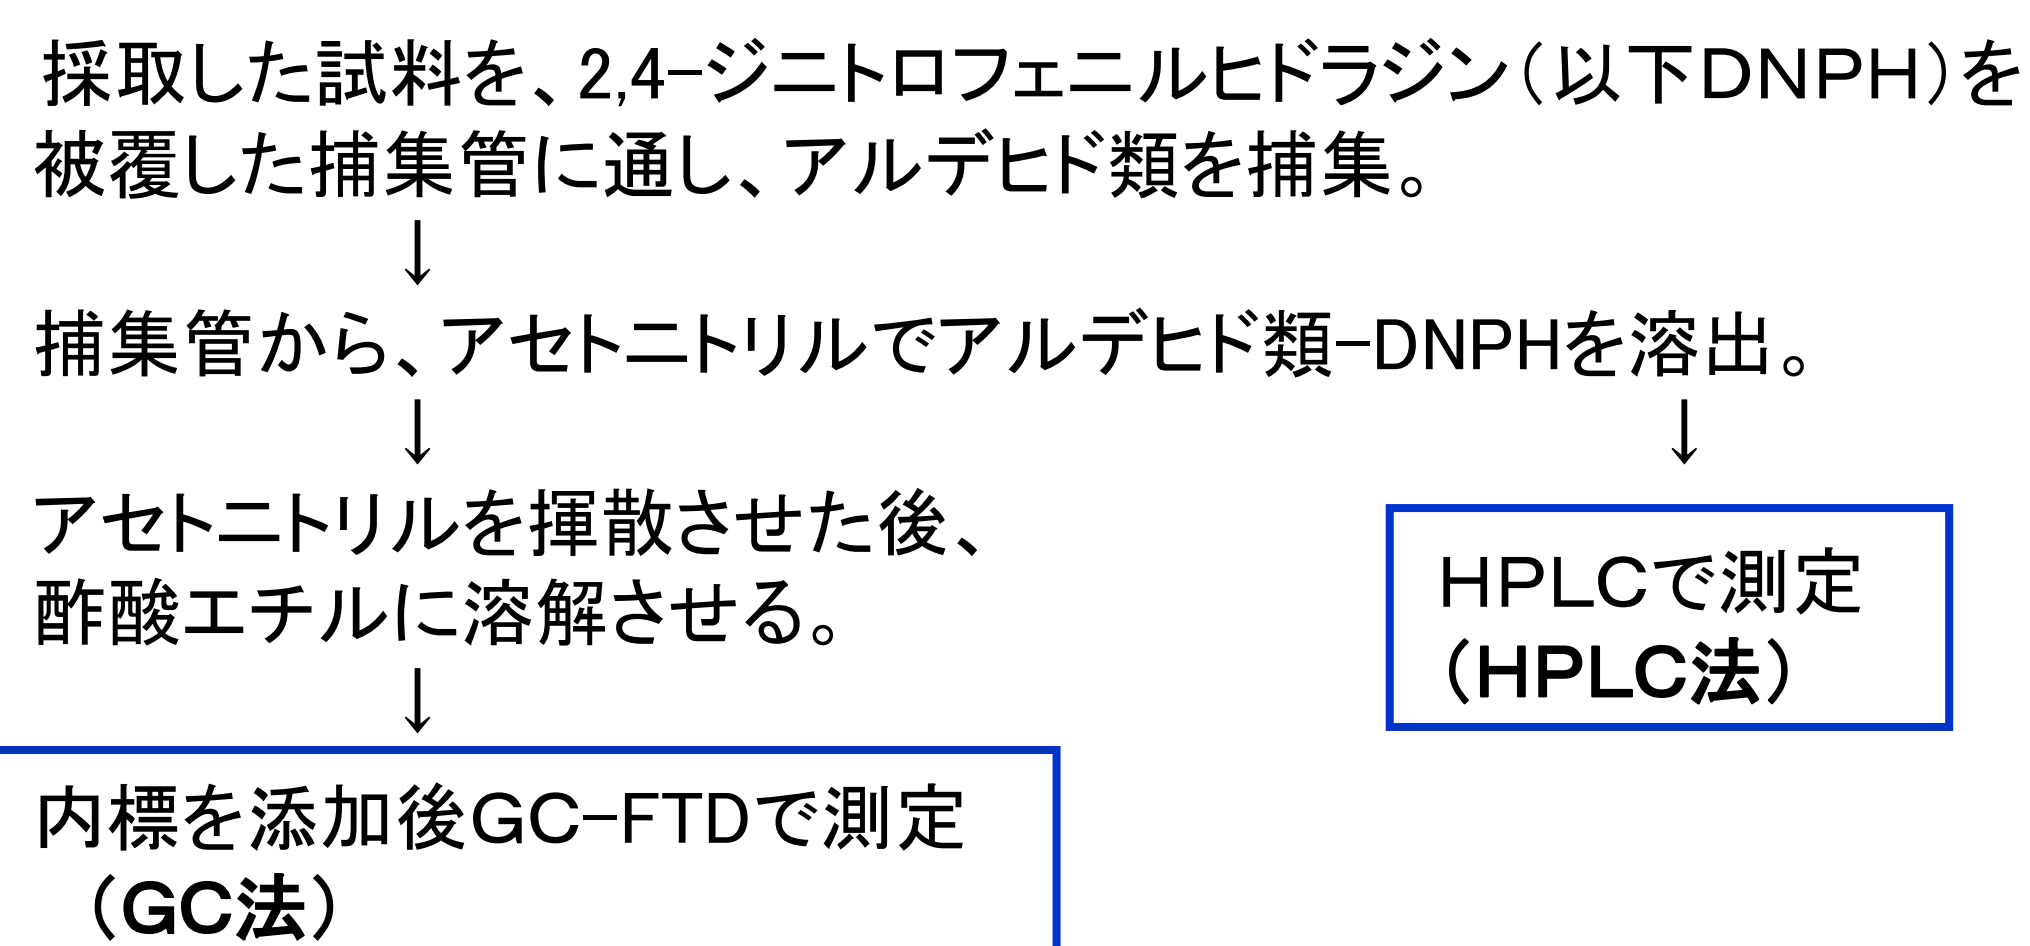 採取した試料を、2,4-ジニトロフェニルヒドラジン（以下DNPH）を
被覆した捕集管に通し、アルデヒド類を捕集。
↓
捕集管から、アセトニトリルでアルデヒド類-DNPHを溶出。
↓ ↓
アセトニトリルを揮散させた後、
酢酸エチルに溶解させる。
↓
HPLCで測定
（HPLC法）
内標を添加後GC-FTDで測定
（GC法）